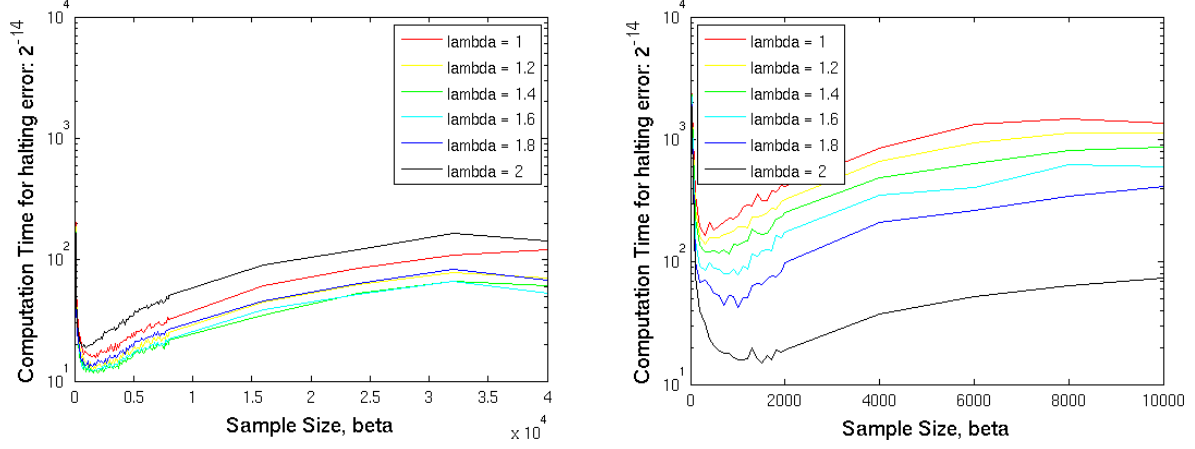 Computation Time for halting error: 2^-14
10^4
10^3
10^2
10^1
lambda = 1
lambda = 1.2
lambda = 1.4
lambda = 1.6
lambda = 1.8
lambda = 2
0 0.5 1 1.5 2 2.5 3 3.5 4
x 10^4
Sample Size, beta
Computation Time for halting error: 2^-14
10^4
10^3
10^2
10^1
lambda = 1
lambda = 1.2
lambda = 1.4
lambda = 1.6
lambda = 1.8
lambda = 2
0 2000 4000 6000 8000 10000
Sample Size, beta